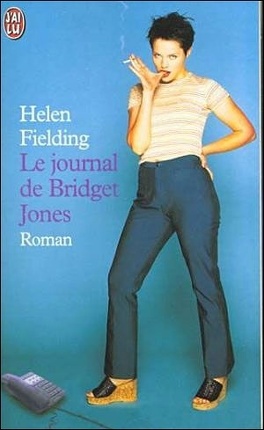 J'AI
LU
Helen
Fielding
Le journal
de Bridget
Jones
Roman